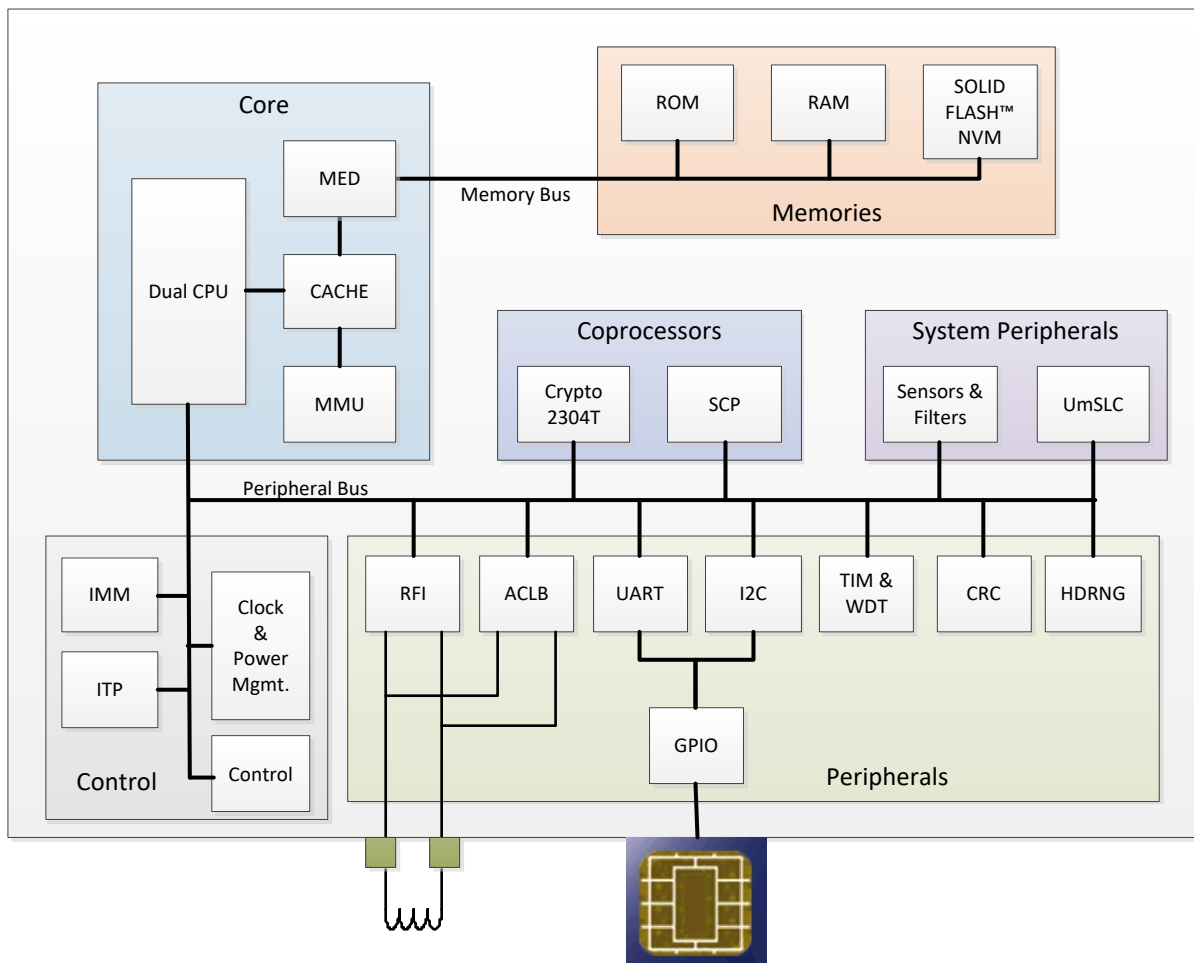 Core
MED
Dual CPU
CACHE
MMU
Memory Bus
ROM
RAM
SOLID
FLASH™
NVM
Memories
Coprocessors
Crypto
2304T
SCP
System Peripherals
Sensors &
Filters
UmSLC
Peripheral Bus
IMM
ITP
Clock
&
Power
Mgmt.
Control
Control
RFI
ACLB
UART
I2C
TIM &
WDT
CRC
HDRNG
GPIO
Peripherals